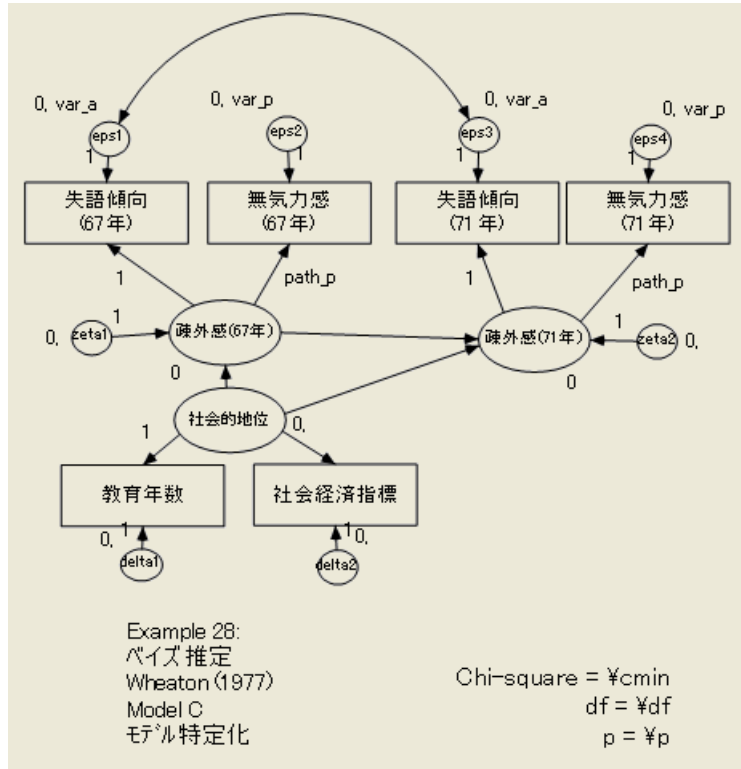 0, var_a
0, var_p
0, var_a
0, var_p
eps1
eps2
eps3
eps4
1
1
1
1
失語傾向
(67年)
無気力感
(67年)
失語傾向
(71年)
無気力感
(71年)
1
path_p
1
path_p
0,
zeta1
1
疎外感(67年)
疎外感(71年)
1
zeta2
0,
0
0
社会的地位
0,
1
教育年数
社会経済指標
0,
1
1
0,
delta1
delta2
Example 28:
ベイズ推定
Wheaton (1977)
Model C
モデル特定化
Chi-square = ¥cmin
df = ¥df
p = ¥p